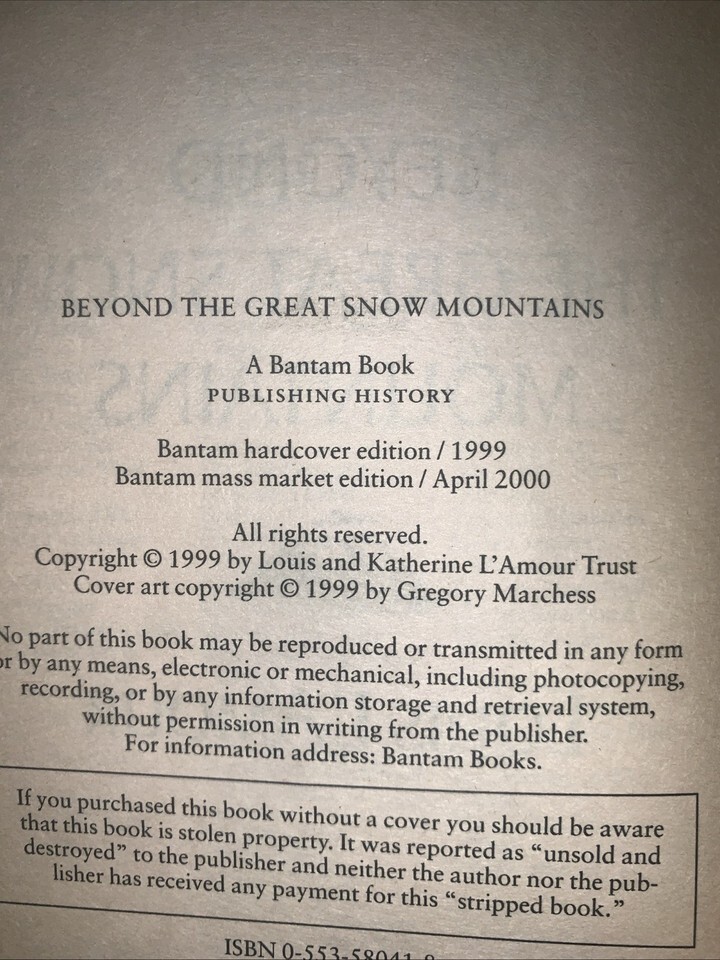 BEYOND THE GREAT SNOW MOUNTAINS
A Bantam Book
PUBLISHING HISTORY
Bantam hardcover edition / 1999
Bantam mass market edition / April 2000
All rights reserved.
Copyright © 1999 by Louis and Katherine L'Amour Trust
Cover art copyright © 1999 by Gregory Marchess
No part of this book may be reproduced or transmitted in any form
or by any means, electronic or mechanical, including photocopying,
recording, or by any information storage and retrieval system,
without permission in writing from the publisher.
For information address: Bantam Books.
If you purchased this book without a cover you should be aware
that this book is stolen property. It was reported as “unsold and
destroyed” to the publisher and neither the author nor the pub-
lisher has received any payment for this “stripped book.”
ISBN 0-553-58041-